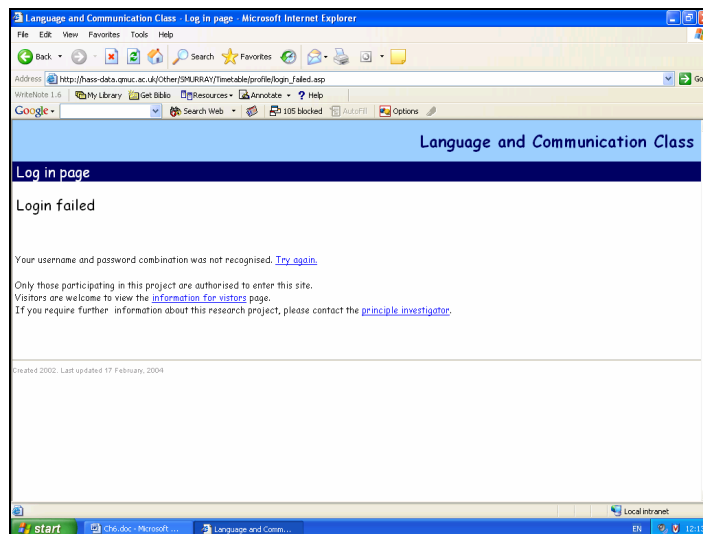 Language and Communication Class - Log in page - Microsoft Internet Explorer
File Edit View Favorites Tools Help
Back Search Favorites
Address http://hass-data.qmuc.ac.uk/Other/SMURRAY/Timetable/profile/login_failed.asp Go
WriteNote 1.6 My Library Get Biblio Resources Annotate ? Help
Google Search Web 105 blocked AutoFill Options
Language and Communication Class
Log in page
Login failed
Your username and password combination was not recognised. Try again.
Only those participating in this project are authorised to enter this site.
Visitors are welcome to view the information for vistors page.
If you require further information about this research project, please contact the principle investigator.
Created 2002. Last updated 17 February, 2004
Local intranet
start Ch6.doc - Microsoft ... Language and Comm... EN 12:13